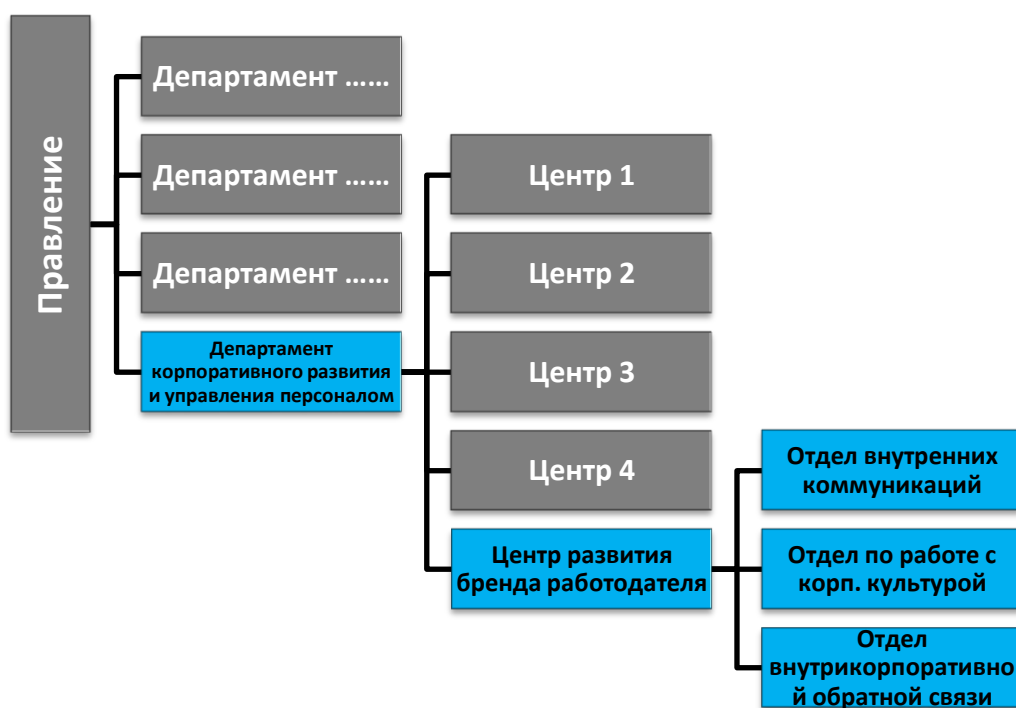 Правление
Департамент ......
Департамент ......
Департамент ......
Департамент
корпоративного развития
и управления персоналом
Центр 1
Центр 2
Центр 3
Центр 4
Центр развития
бренда работодателя
Отдел внутренних
коммуникаций
Отдел по работе с
корп. культурой
Отдел
внутрикорпоративно
й обратной связи